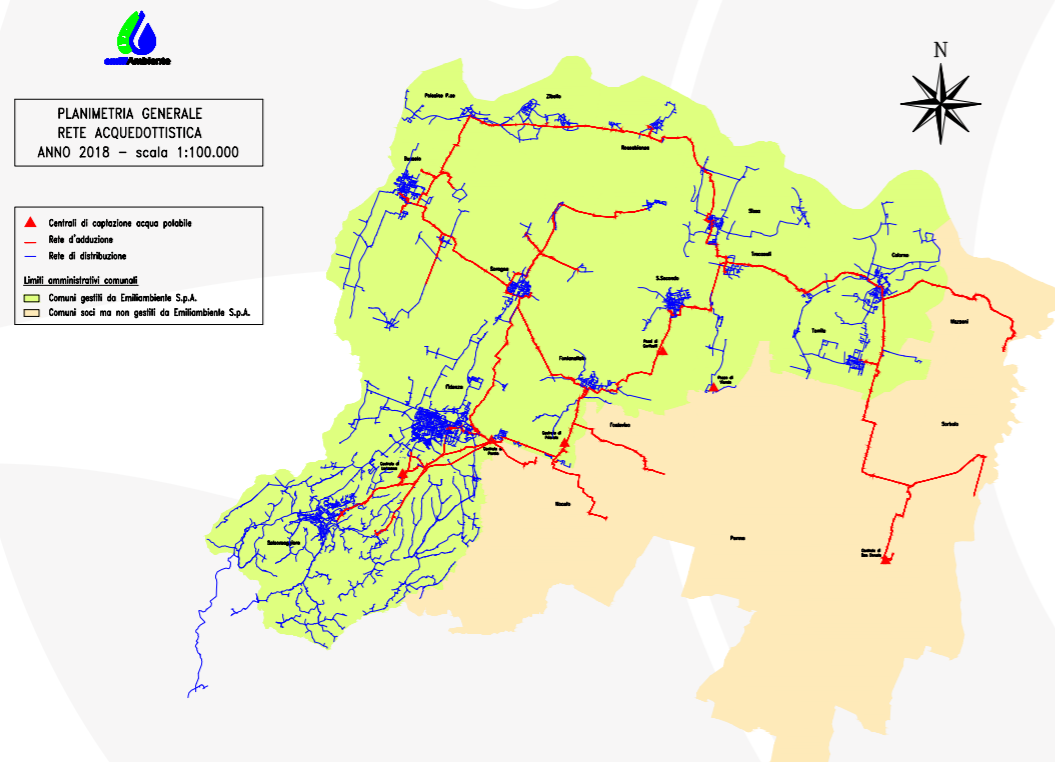 emiliAmbiente
N
PLANIMETRIA GENERALE
RETE ACQUEDOTTISTICA
ANNO 2018 - scala 1:100.000
Centrali di captazione acqua potabile
Rete d'adduzione
Rete di distribuzione
Limiti amministrativi comunali
Comuni gestiti da Emiliambiente S.p.A.
Comuni soci ma non gestiti da Emiliambiente S.p.A.
Polesine P.se
Zibello
Roccabianca
Busseto
Sissa
Soragna
Trecasali
Colorno
S.Secondo
Mezzani
Torrile
Fontanellato
Fidenza
Fontevivo
Sorbolo
Noceto
Parma
Salsomaggiore